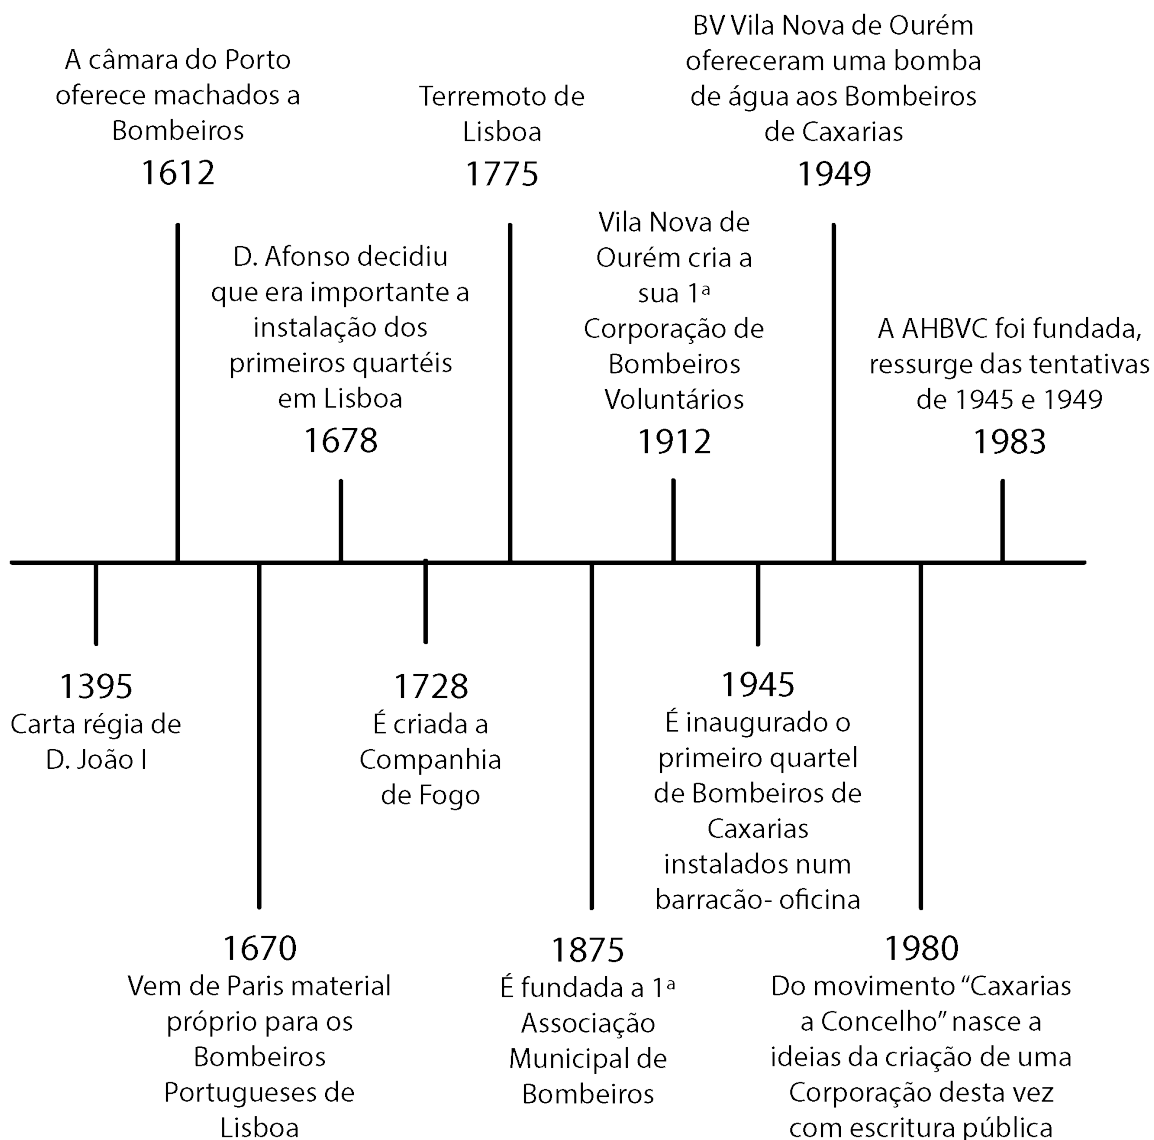 A câmara do Porto
oferece machados a
Bombeiros
1612
Terremoto de
Lisboa
1775
BV Vila Nova de Ourém
ofereceram uma bomba
de água aos Bombeiros
de Caxarias
1949
D. Afonso decidiu
que era importante a
instalação dos
primeiros quartéis
em Lisboa
1678
Vila Nova de
Ourém cria a
sua 1ª
Corporação de
Bombeiros
Voluntários
1912
A AHBVC foi fundada,
ressurge das tentativas
de 1945 e 1949
1983
1395
Carta régia de
D. João I
1728
É criada a
Companhia
de Fogo
1945
É inaugurado o
primeiro quartel
de Bombeiros de
Caxarias
instalados num
barracão- oficina
1670
Vem de Paris material
próprio para os
Bombeiros
Portugueses de
Lisboa
1875
É fundada a 1ª
Associação
Municipal de
Bombeiros
1980
Do movimento “Caxarias
a Concelho” nasce a
ideias da criação de uma
Corporação desta vez
com escritura pública